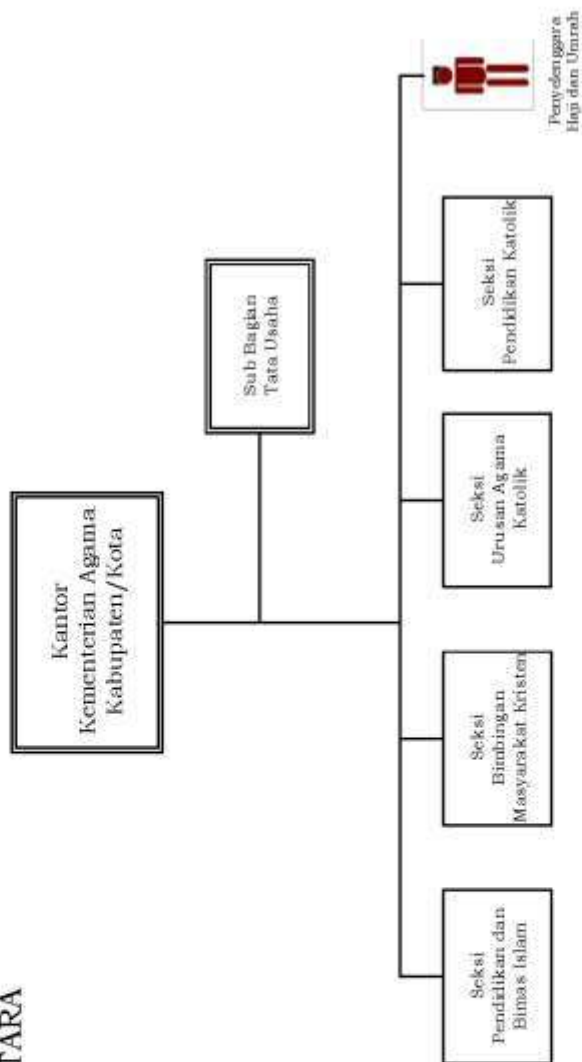 TARA
Kantor
Kementerian Agama
Kabupaten/Kota
Sub Bagian
Tata Usaha
Seksi
Pendidikan dan
Bimas Islam
Seksi
Bimbingan
Masyarakat Kristen
Seksi
Urusan Agama
Katolik
Seksi
Pendidikan Katolik
Penyelenggara
Haji dan Umrah